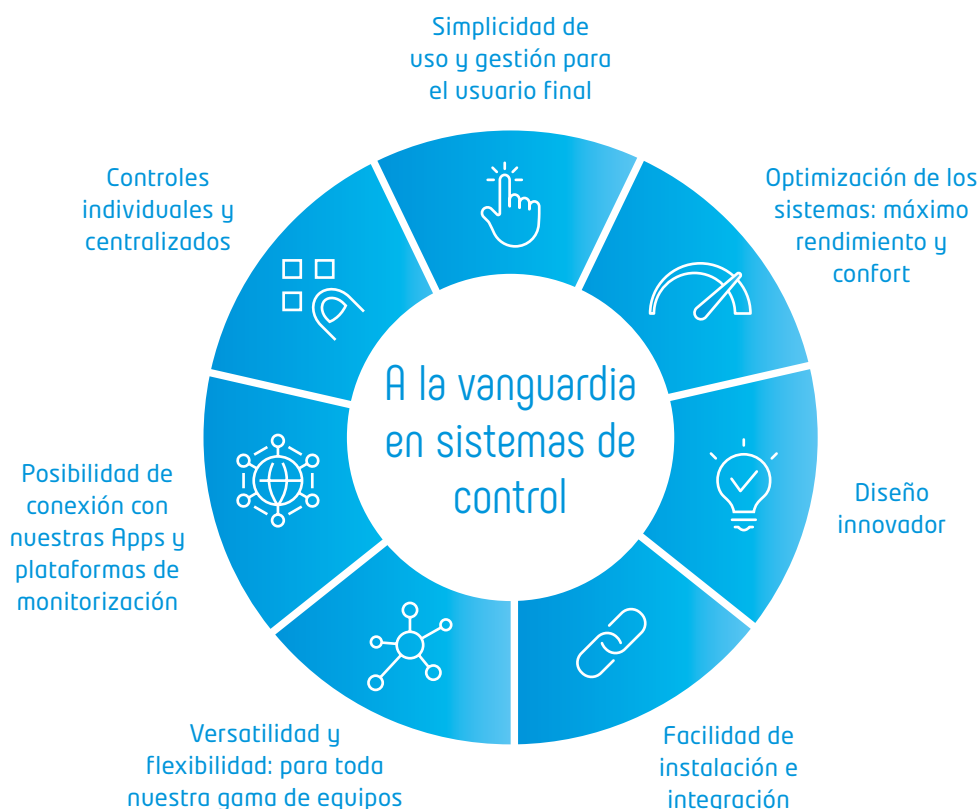 Simplicidad de
uso y gestión para
el usuario final
Optimización de los
sistemas: máximo
rendimiento y
confort
Diseño
innovador
Facilidad de
instalación e
integración
Versatilidad y
flexibilidad: para toda
nuestra gama de equipos
Posibilidad de
conexión con
nuestras Apps y
plataformas de
monitorización
Controles
individuales y
centralizados
A la vanguardia
en sistemas de
control